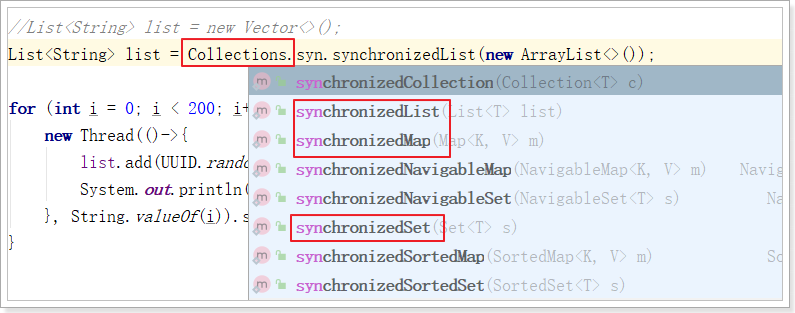 //List<String> list = new Vector<>();
List<String> list = Collections.syn.synchronizedList(new ArrayList<>());
m synchronizedCollection(Collection<T> c)
for (int i = 0; i < 200; i+
m synchronizedList(List<T> list)
new Thread(()->{
m synchronizedMap(Map<K, V> m)
list.add(UUID.rando
m synchronizedNavigableMap(NavigableMap<K, V> m) Navig
System.out.println(
m synchronizedNavigableSet(NavigableSet<T> s) Na
}, String.valueOf(i)).s
m synchronizedSet(Set<T> s)
}
m synchronizedSortedMap(SortedMap<K, V> m) So
m synchronizedSortedSet(SortedSet<T> s)